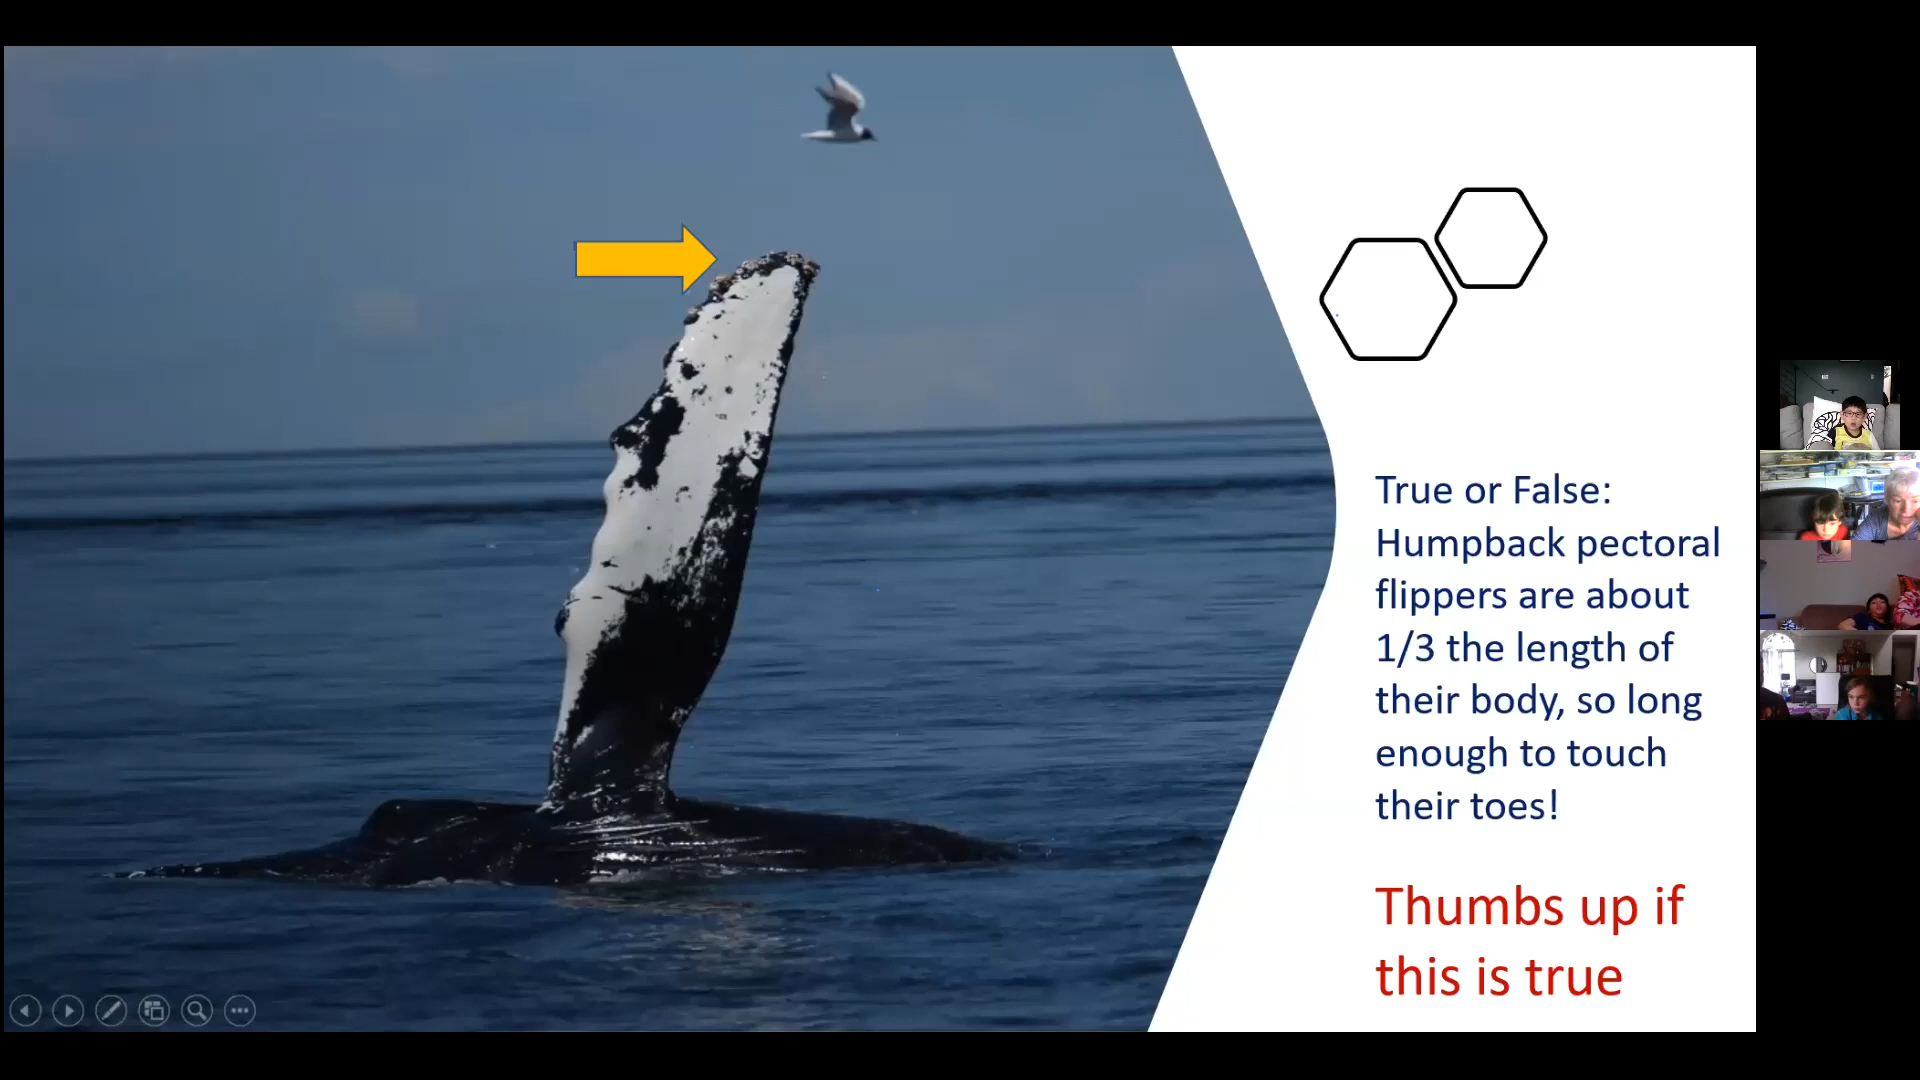 True or False:
Humpback pectoral
flippers are about
1/3 the length of
their body, so long
enough to touch
their toes!
Thumbs up if
this is true